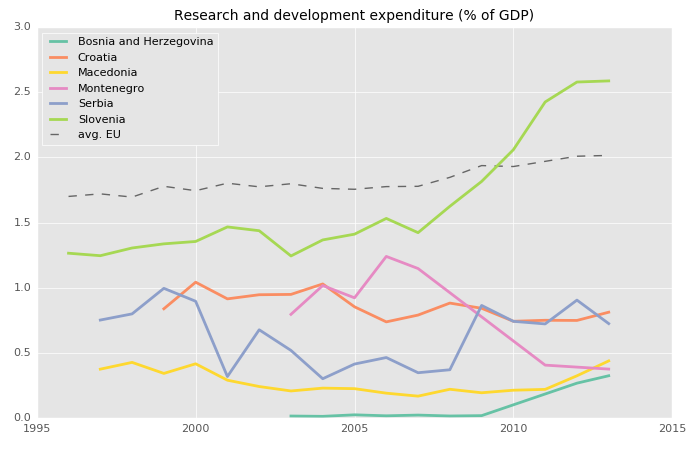 Research and development expenditure (% of GDP)
3.0
2.5
2.0
1.5
1.0
0.5
0.0
Bosnia and Herzegovina
Croatia
Macedonia
Montenegro
Serbia
Slovenia
avg. EU
1995 2000 2005 2010 2015